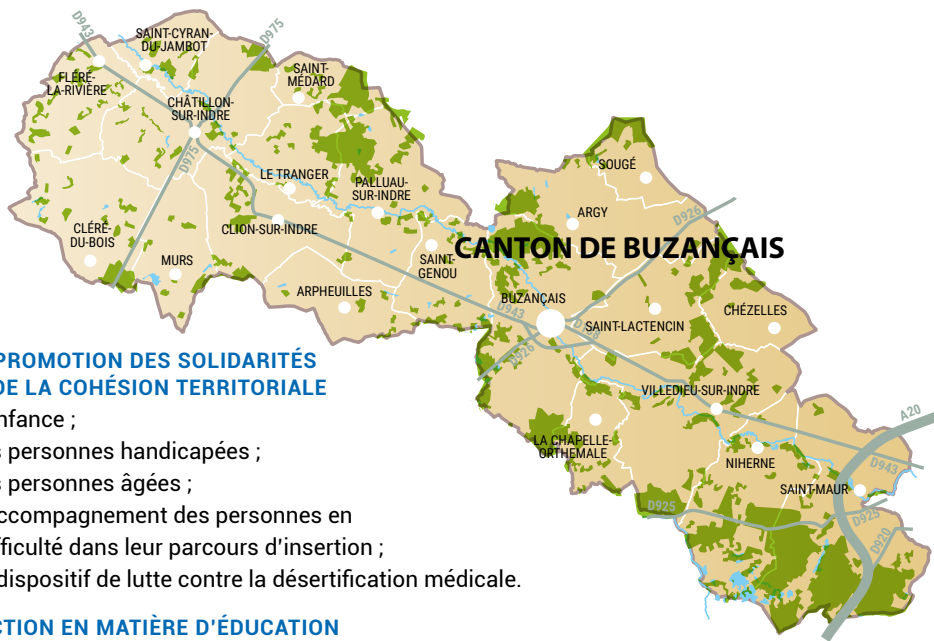 D943
SAINT-CYRAN-
DU-JAMBOT
D975
FLÉRÉ-
LA-RIVIÈRE
SAINT-
MÉDARD
CHÂTILLON-
SUR-INDRE
D975
LE TRANGER
PALLUAU-
SUR-INDRE
SOUGÉ
CLÉRÉ-
DU-BOIS
CLION-SUR-INDRE
ARGY
D926
MURS
SAINT-
GENOU
CANTON DE BUZANÇAIS
ARPHEUILLES
BUZANÇAIS
D943
SAINT-LACTENCIN
CHÉZELLES
D926
VILLEDIEU-SUR-INDRE
A20
LA CHAPELLE-
ORTHEMALE
NIHERNE
D943
SAINT-MAUR
D925
D925
D920
PROMOTION DES SOLIDARITÉS
DE LA COHÉSION TERRITORIALE
nfance ;
s personnes handicapées ;
s personnes âgées ;
ccompagnement des personnes en
fficulté dans leur parcours d'insertion ;
dispositif de lutte contre la désertification médicale.
CTION EN MATIÈRE D'ÉDUCATION